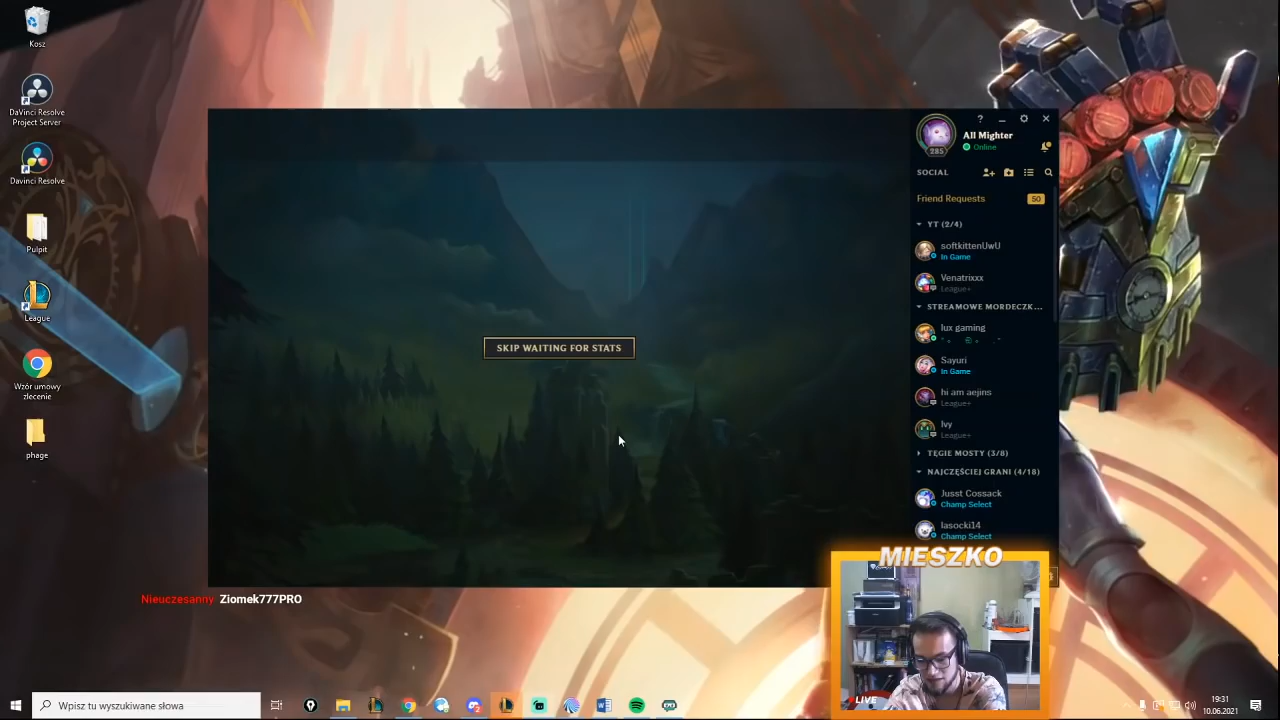 Kosz
DaVinci Resolve
Project Server
Davinci Resolve
Pulpit
League
Wzór umowy
zlecenie
phage
SKIP WAITING FOR STATS
?
All Mighter
Online
285
SOCIAL
Friend Requests
50
YT (2/4)
softkittenUwU
In Game
Venatrixxx
League+
STREAMOWE MORDECZK...
lux gaming
Sayuri
In Game
hi am aejins
League+
Ivy
League+
TĘGIE MOSTY (3/8)
NAJCZĘŚCIEJ GRANI (4/18)
Jusst Cossack
Champ Select
lasocki14
Champ Select
MIESZKO
LIVE
Nieuczesanny Ziomek777PRO
Wpisz tu wyszukiwane słowa
19:31
10.06.2021